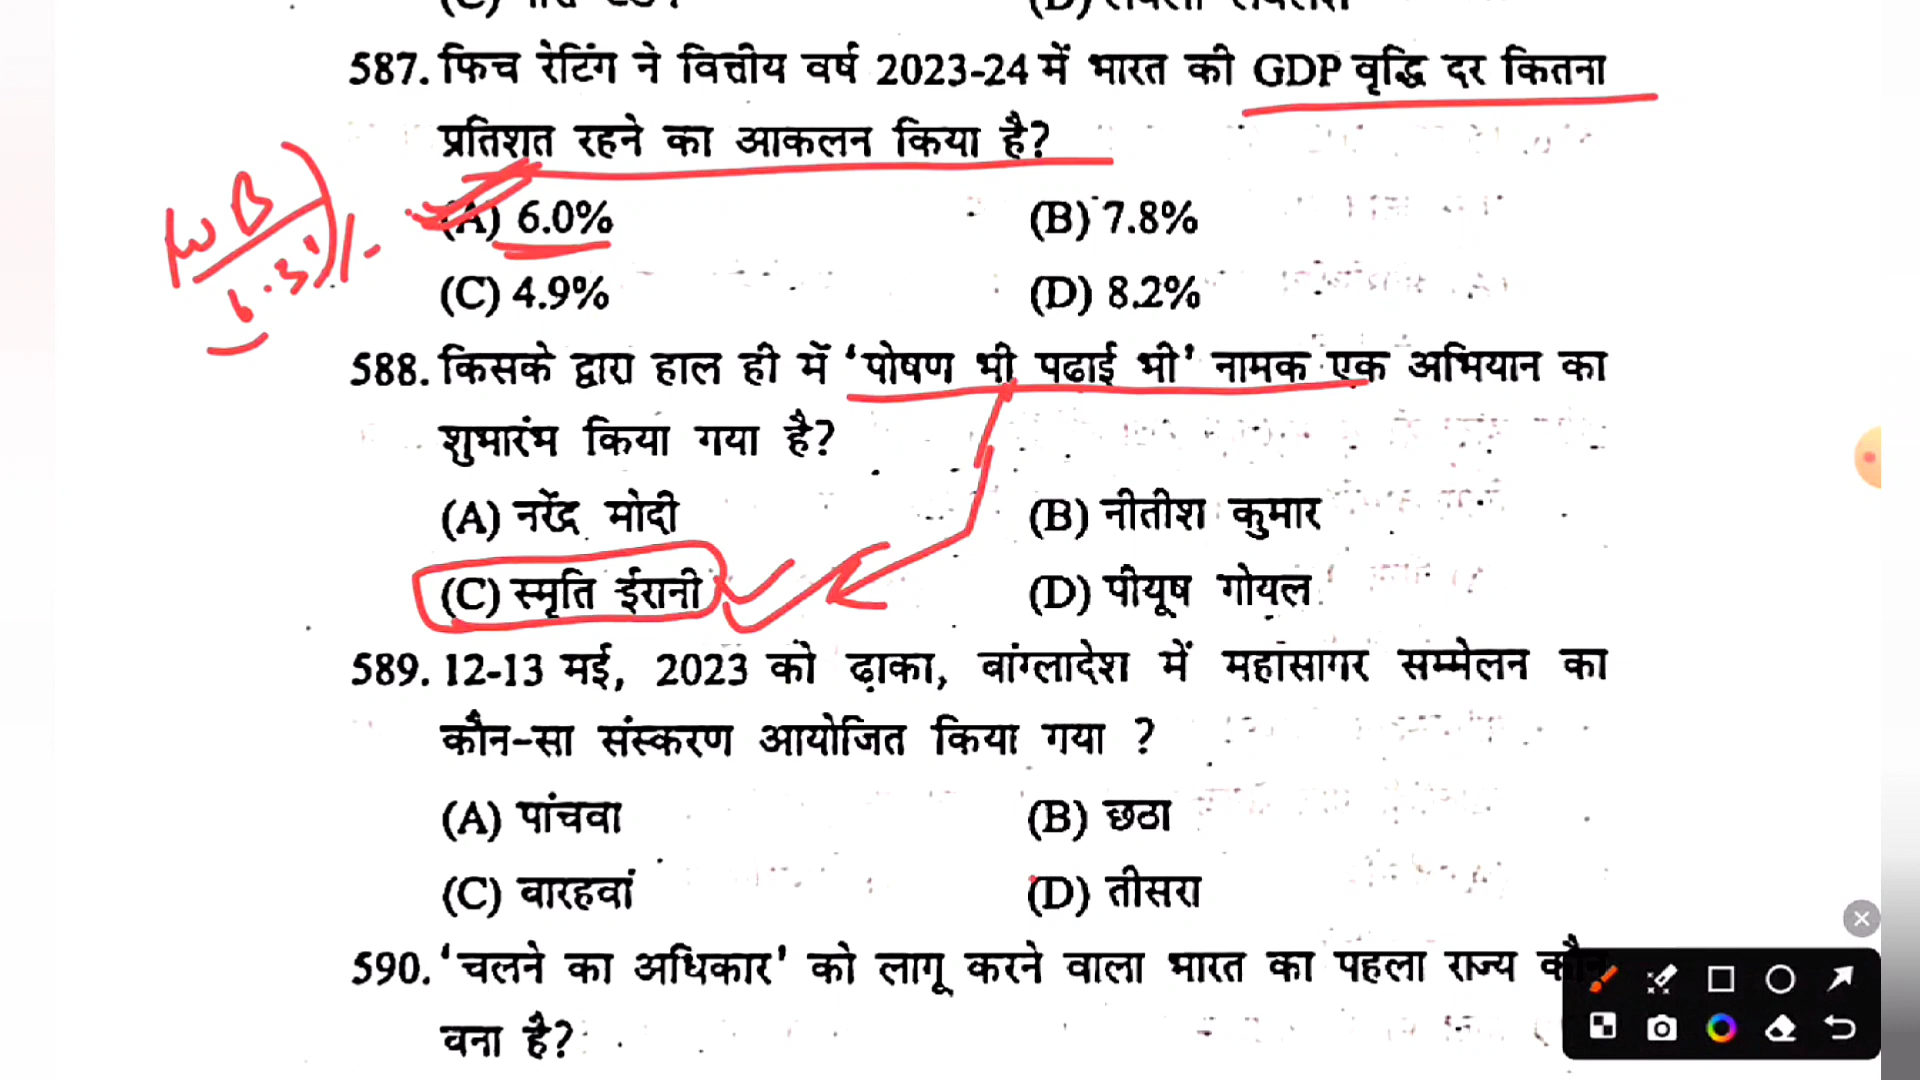 587. फिच रेटिंग ने वित्तीय वर्ष 2023-24 में भारत की GDP वृद्धि दर कितना
प्रतिशत रहने का आकलन किया है?
(A) 6.0% (B) 7.8%
WB
6.3%
(C) 4.9% (D) 8.2%
588. किसके द्वारा हाल ही में ‘पोषण भी पढाई भी’ नामक एक अभियान का
शुभारंभ किया गया है?
(A) नरेंद्र मोदी (B) नीतीश कुमार
(C) स्मृति ईरानी (D) पीयूष गोयल
589. 12-13 मई, 2023 को ढ़ाका, बांग्लादेश में महासागर सम्मेलन का
कौन-सा संस्करण आयोजित किया गया ?
(A) पांचवा (B) छठा
(C) बारहवां (D) तीसरा
590. ‘चलने का अधिकार’ को लागू करने वाला भारत का पहला राज्य कौन
बना है?